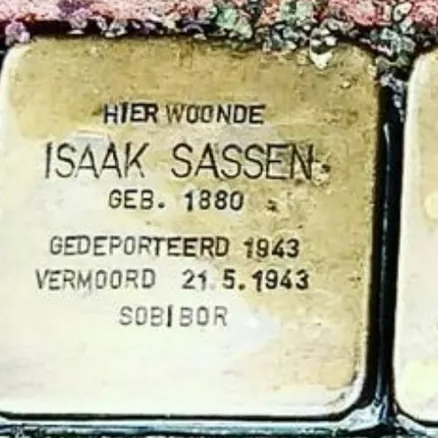 HIER WOONDE
ISAAK SASSEN
GEB. 1880
GEDEPORTEERD 1943
VERMOORD 21.5.1943
SOBIBOR